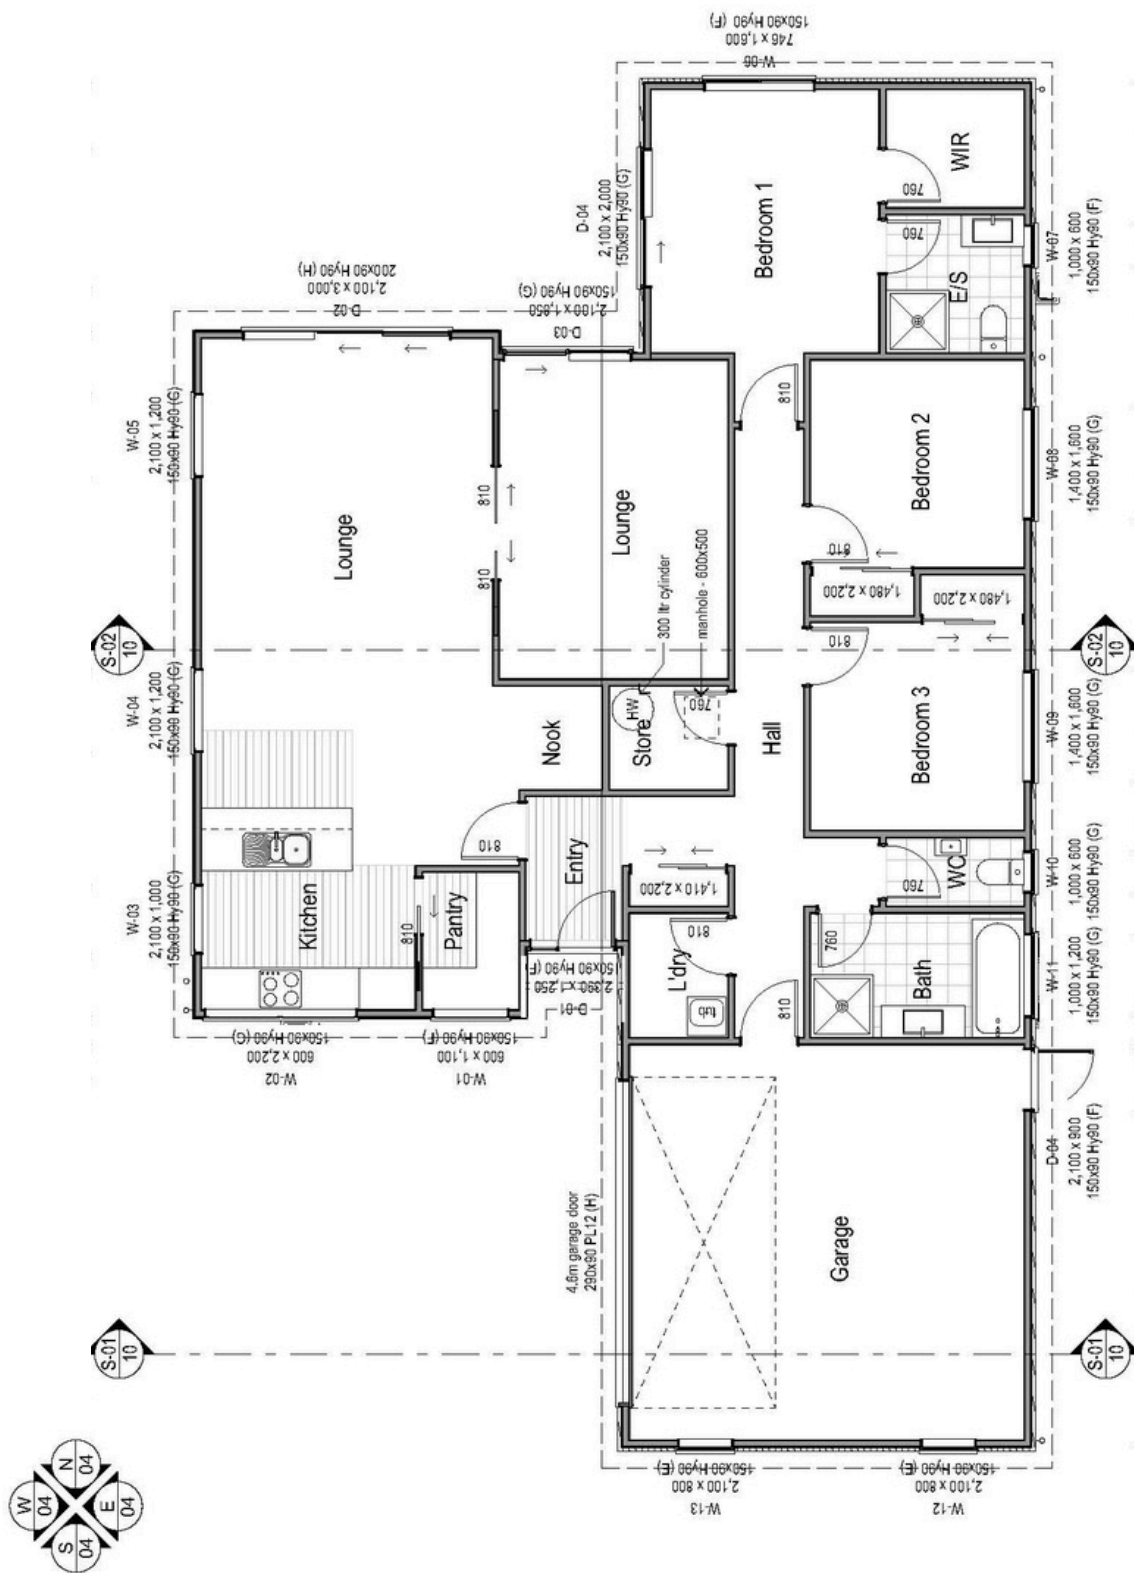 W-06
746 x 1,600
150x90 Hy90 (F)
D-04
2,100 x 2,000
150x90 Hy90 (G)
Bedroom 1
WIR
760
760
E/S
W-07
1,000 x 600
150x90 Hy90 (F)
D-02
2,100 x 3,000
200x90 Hy90 (H)
D-03
2,100 x 1,850
150x90 Hy90 (G)
W-05
2,100 x 1,200
150x90 Hy90 (G)
Lounge
810
810
Lounge
810
Bedroom 2
810
W-08
1,400 x 1,600
150x90 Hy90 (G)
1,480 x 2,200
1,480 x 2,200
300 ltr cylinder
manhole - 600x500
S-02
10
S-02
10
W-04
2,100 x 1,200
150x90 Hy90 (G)
Nook
HW
Store
760
Hall
810
Bedroom 3
W-09
1,400 x 1,600
150x90 Hy90 (G)
810
Entry
1,410 x 2,200
760
WC
W-10
1,000 x 600
150x90 Hy90 (G)
W-03
2,100 x 1,000
150x90 Hy90 (G)
Kitchen
810
Pantry
L'dry
810
tub
760
Bath
W-11
1,000 x 1,200
150x90 Hy90 (G)
D-01
2,390 x 1,250
150x90 Hy90 (F)
W-02
600 x 2,200
150x90 Hy90 (G)
W-01
600 x 1,100
150x90 Hy90 (F)
810
D-04
2,100 x 900
150x90 Hy90 (F)
4.6m garage door
290x90 PL12 (H)
Garage
S-01
10
S-01
10
W-13
2,100 x 800
150x90 Hy90 (E)
W-12
2,100 x 800
150x90 Hy90 (E)
W
04
N
04
S
04
E
04